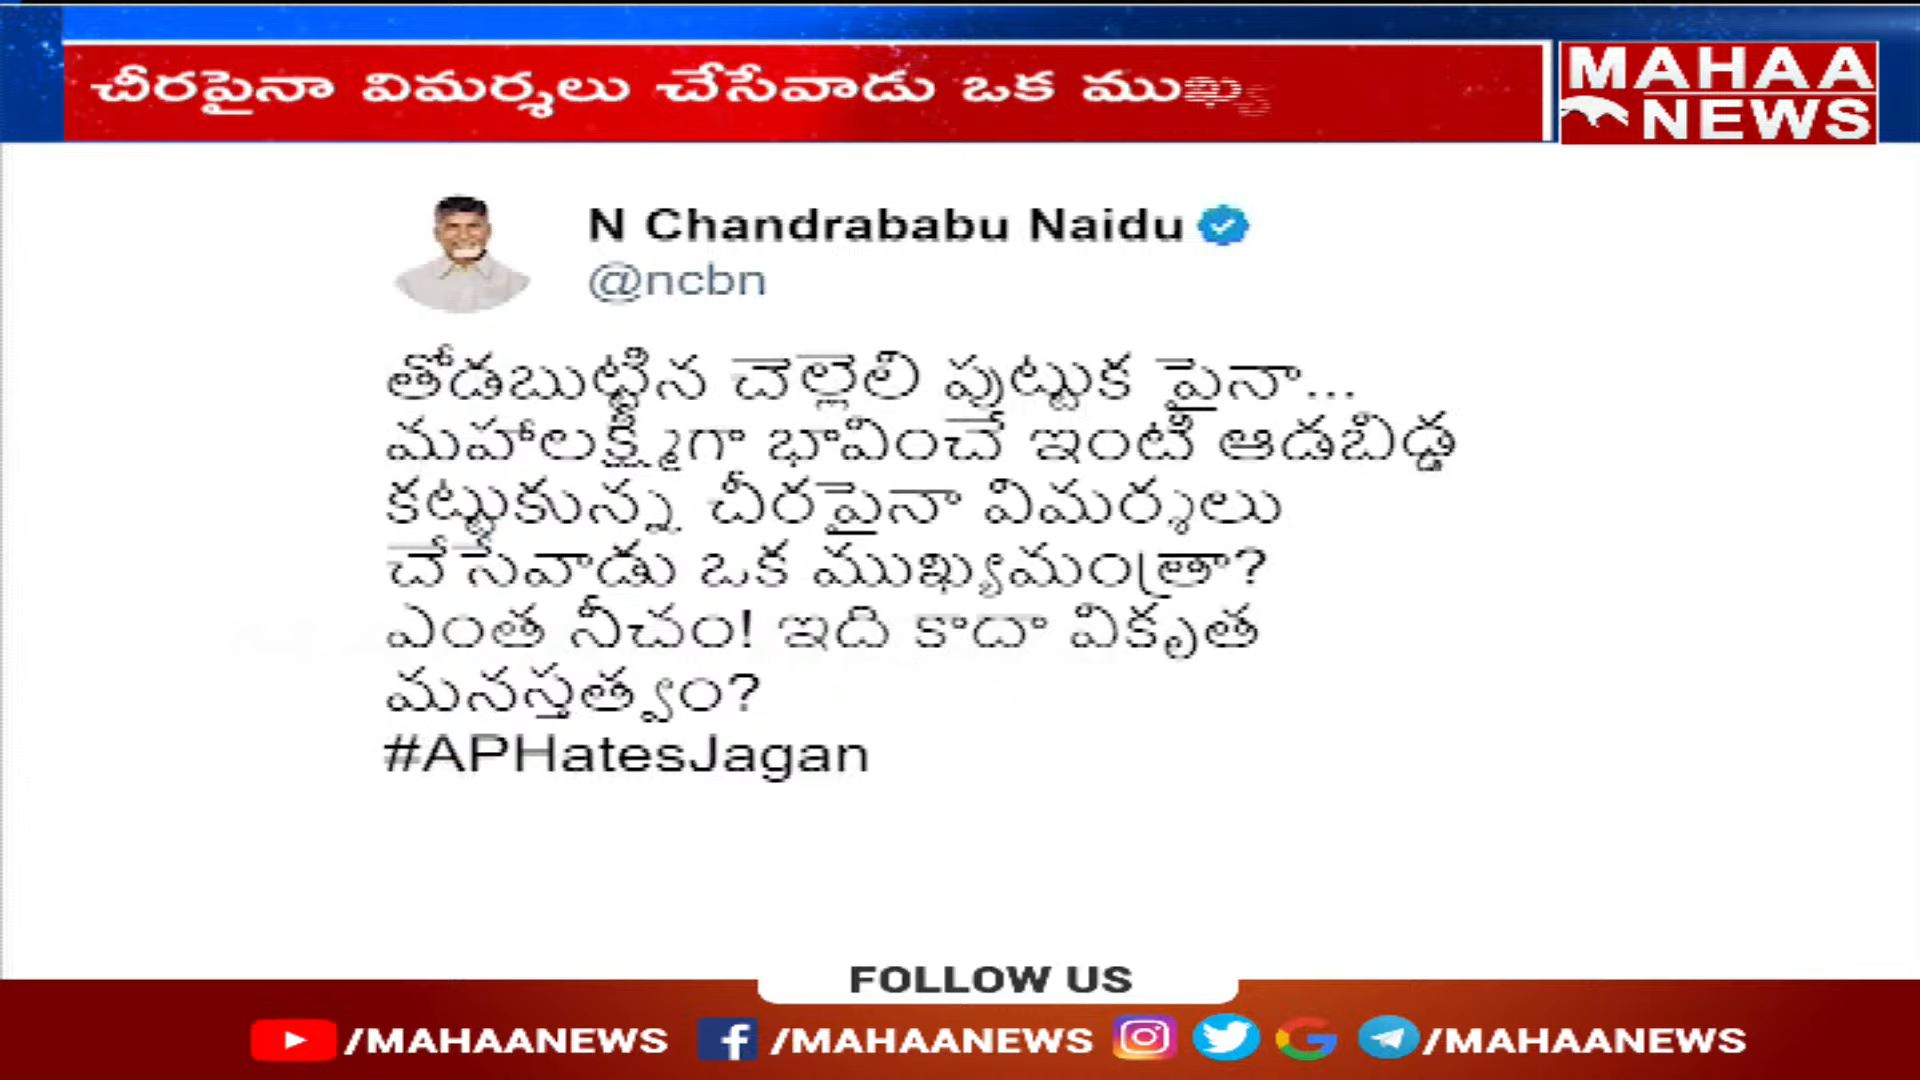 చీరపైనా విమర్శలు చేసేవాడు ఒక ముఖ్య
MAHAA
NEWS
N Chandrababu Naidu
@ncbn
తోడబుట్టిన చెల్లెలి పుట్టుక పైనా...
మహాలక్ష్మిగా భావించే ఇంటి ఆడబిడ్డ
కట్టుకున్న చీరపైనా విమర్శలు
చేసేవాడు ఒక ముఖ్యమంత్రా?
ఎంత నీచం! ఇది కాదా వికృత
మనస్తత్వం?
#APHatesJagan
FOLLOW US
/MAHAANEWS /MAHAANEWS /MAHAANEWS